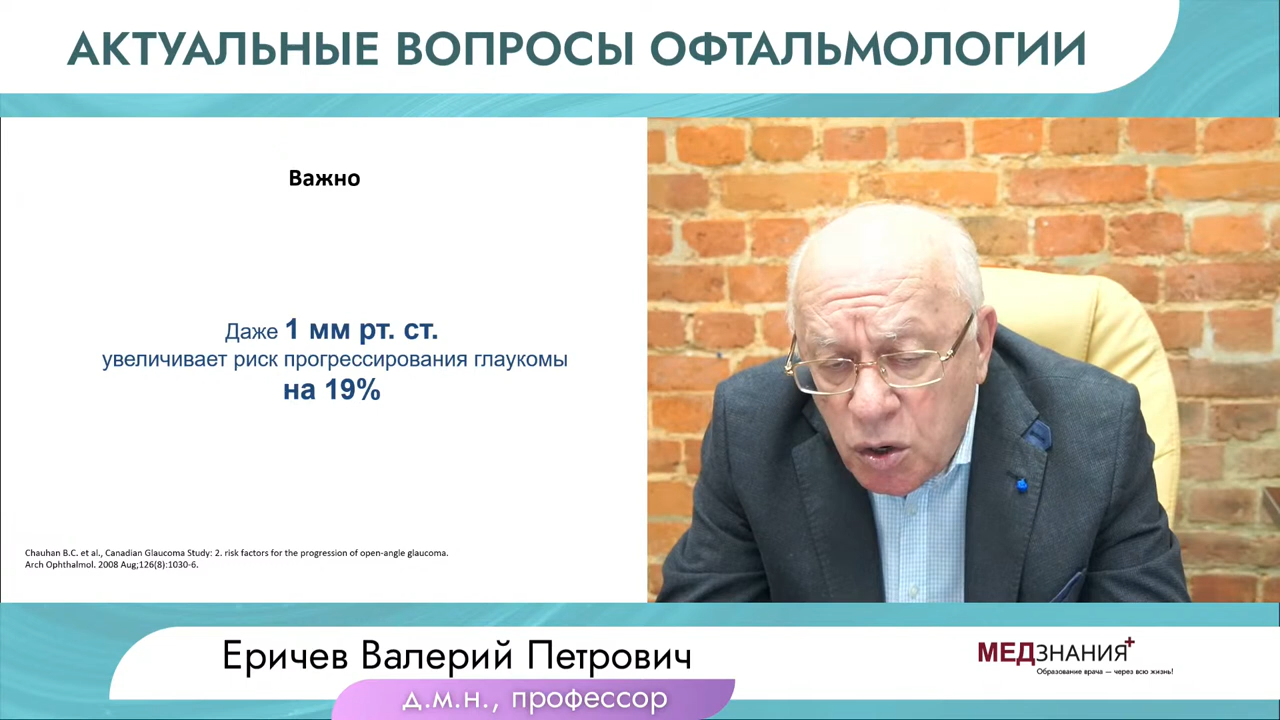 АКТУАЛЬНЫЕ ВОПРОСЫ ОФТАЛЬМОЛОГИИ
Важно
Даже 1 мм рт. ст.
увеличивает риск прогрессирования глаукомы
на 19%
Chauhan B.C. et al., Canadian Glaucoma Study: 2. risk factors for the progression of open-angle glaucoma.
Arch Ophthalmol. 2008 Aug;126(8):1030-6.
Еричев Валерий Петрович
д.м.н., профессор
МЕДЗНАНИЯ+
Образование врача — через всю жизнь!